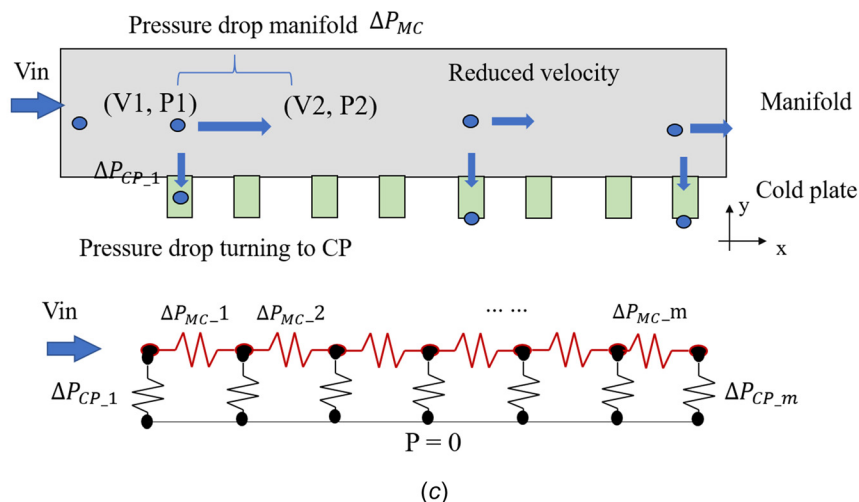 Pressure drop manifold ΔP_MC
Vin
Reduced velocity
(V1, P1)
(V2, P2)
Manifold
ΔP_CP_1
Cold plate
y
x
Pressure drop turning to CP
Vin
ΔP_MC_1
ΔP_MC_2
... ...
ΔP_MC_m
ΔP_CP_1
ΔP_CP_m
P = 0
(c)